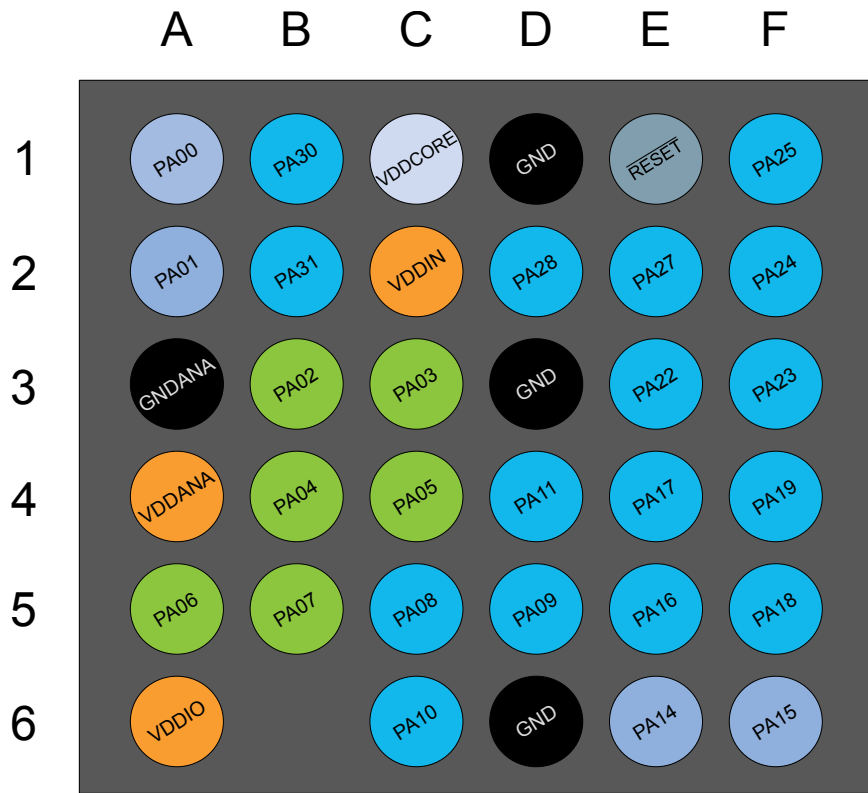 A B C D E F
1 PA00 PA30 VDDCORE GND RESET PA25
2 PA01 PA31 VDDIN PA28 PA27 PA24
3 GNDANA PA02 PA03 GND PA22 PA23
4 VDDANA PA04 PA05 PA11 PA17 PA19
5 PA06 PA07 PA08 PA09 PA16 PA18
6 VDDIO PA10 GND PA14 PA15